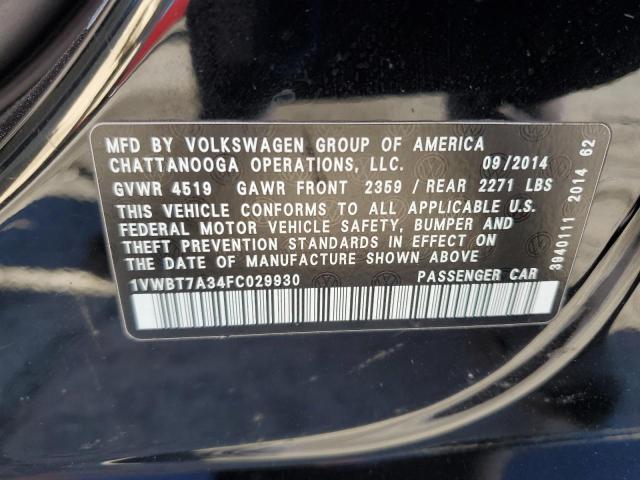 MFD BY VOLKSWAGEN GROUP OF AMERICA
CHATTANOOGA OPERATIONS, LLC. 09/2014
GVWR 4519 GAWR FRONT 2359 / REAR 2271 LBS
THIS VEHICLE CONFORMS TO ALL APPLICABLE U.S.
FEDERAL MOTOR VEHICLE SAFETY, BUMPER AND
THEFT PREVENTION STANDARDS IN EFFECT ON
THE DATE OF MANUFACTURE SHOWN ABOVE
1VWBT7A34FC029930 PASSENGER CAR
3940111 2014 62